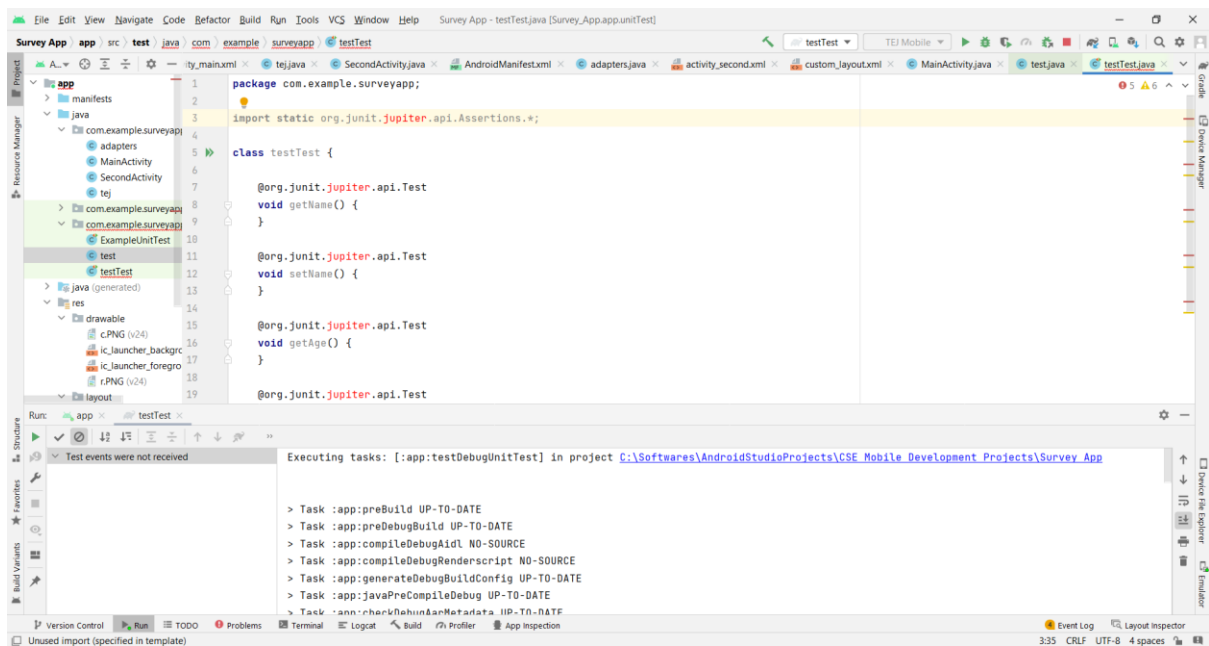 File Edit View Navigate Code Refactor Build Run Tools VCS Window Help Survey App - testTest.java [Survey_App.app.unitTest]
Survey App app src test java com example surveyapp testTest testTest TEJ Mobile
A... ity_main.xml tej.java SecondActivity.java AndroidManifest.xml adapters.java activity_second.xml custom_layout.xml MainActivity.java test.java testTest.java
Project
Resource Manager
app
manifests
java
com.example.surveyapp
adapters
MainActivity
SecondActivity
tej
com.example.surveyapp
com.example.surveyapp
ExampleUnitTest
test
testTest
java (generated)
res
drawable
c.PNG (v24)
ic_launcher_backgrc
ic_launcher_foregro
r.PNG (v24)
layout
5 6
1 package com.example.surveyapp;
2
3 import static org.junit.jupiter.api.Assertions.*;
4
5 class testTest {
6
7 @org.junit.jupiter.api.Test
8 void getName() {
9 }
10
11 @org.junit.jupiter.api.Test
12 void setName() {
13 }
14
15 @org.junit.jupiter.api.Test
16 void getAge() {
17 }
18
19 @org.junit.jupiter.api.Test
Gradle
Device Manager
Run: app testTest
Structure
Favorites
Build Variants
Test events were not received
Executing tasks: [:app:testDebugUnitTest] in project C:\Softwares\AndroidStudioProjects\CSE Mobile Development Projects\Survey App
> Task :app:preBuild UP-TO-DATE
> Task :app:preDebugBuild UP-TO-DATE
> Task :app:compileDebugAidl NO-SOURCE
> Task :app:compileDebugRenderscript NO-SOURCE
> Task :app:generateDebugBuildConfig UP-TO-DATE
> Task :app:javaPreCompileDebug UP-TO-DATE
> Task :app:checkDebugAarMetadata UP-TO-DATE
Device File Explorer
Emulator
Version Control Run TODO Problems Terminal Logcat Build Profiler App Inspection 4 Event Log Layout Inspector
Unused import (specified in template) 3:35 CRLF UTF-8 4 spaces